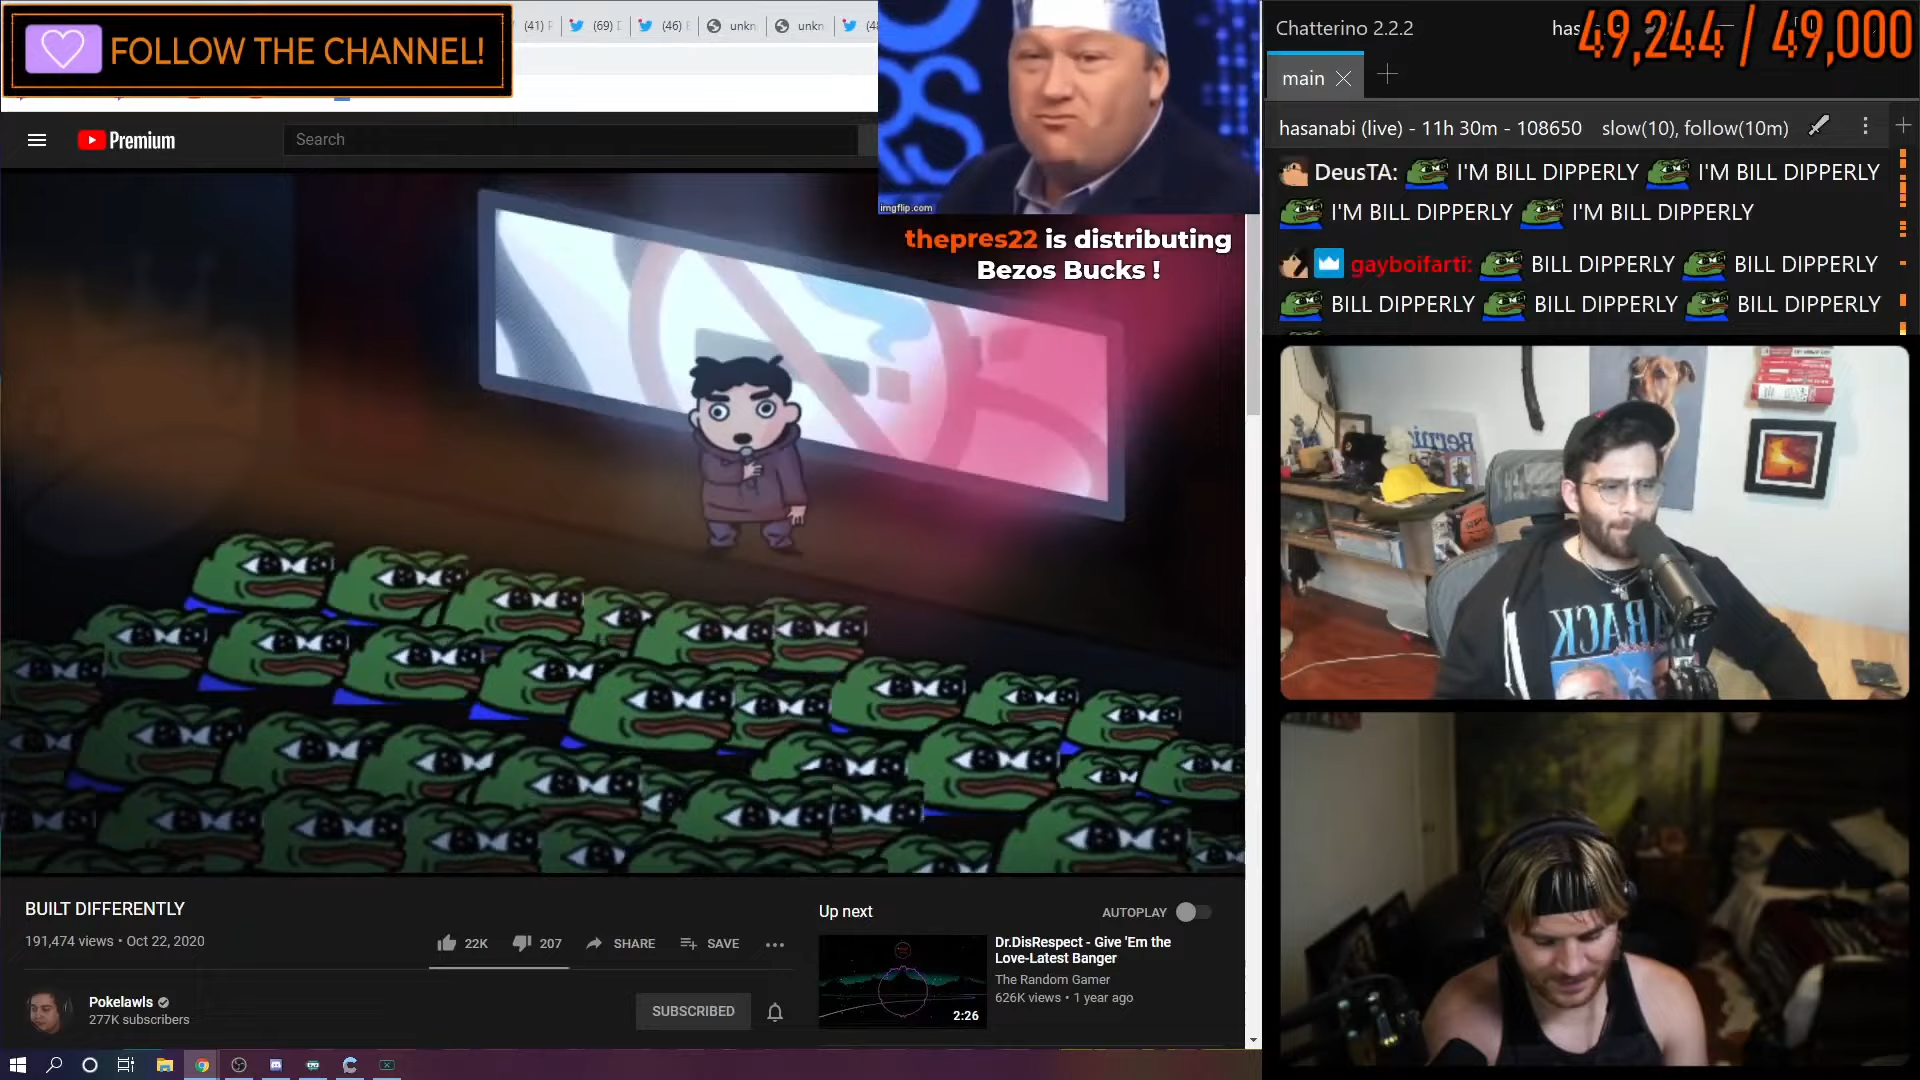 FOLLOW THE CHANNEL!
(41)
(69)
(46)
unkn
unkn
Premium
Search
RS
imgflip.com
thepres22 is distributing
Bezos Bucks !
Chatterino 2.2.2
has
49,244 / 49,000
main
hasanabi (live) - 11h 30m - 108650 slow(10), follow(10m)
DeusTA: I'M BILL DIPPERLY I'M BILL DIPPERLY
I'M BILL DIPPERLY I'M BILL DIPPERLY
gayboifarti: BILL DIPPERLY BILL DIPPERLY
BILL DIPPERLY BILL DIPPERLY BILL DIPPERLY
Bernie
BUILT DIFFERENTLY
191,474 views • Oct 22, 2020
22K
207
SHARE
SAVE
Pokelawls
277K subscribers
SUBSCRIBED
Up next
AUTOPLAY
2:26
Dr.DisRespect - Give 'Em the
Love-Latest Banger
The Random Gamer
626K views • 1 year ago